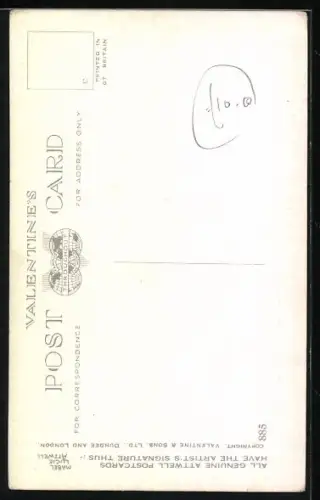 VALENTINE'S
POST CARD
FOR CORRESPONDENCE
FOR ADDRESS ONLY
PRINTED IN
GT BRITAIN
ALL GENUINE ATTWELL POSTCARDS
HAVE THE ARTIST'S SIGNATURE THUS:-
MABEL
LUCIE
ATTWELL
COPYRIGHT. VALENTINE & SONS, LTD., DUNDEE AND LONDON.
885